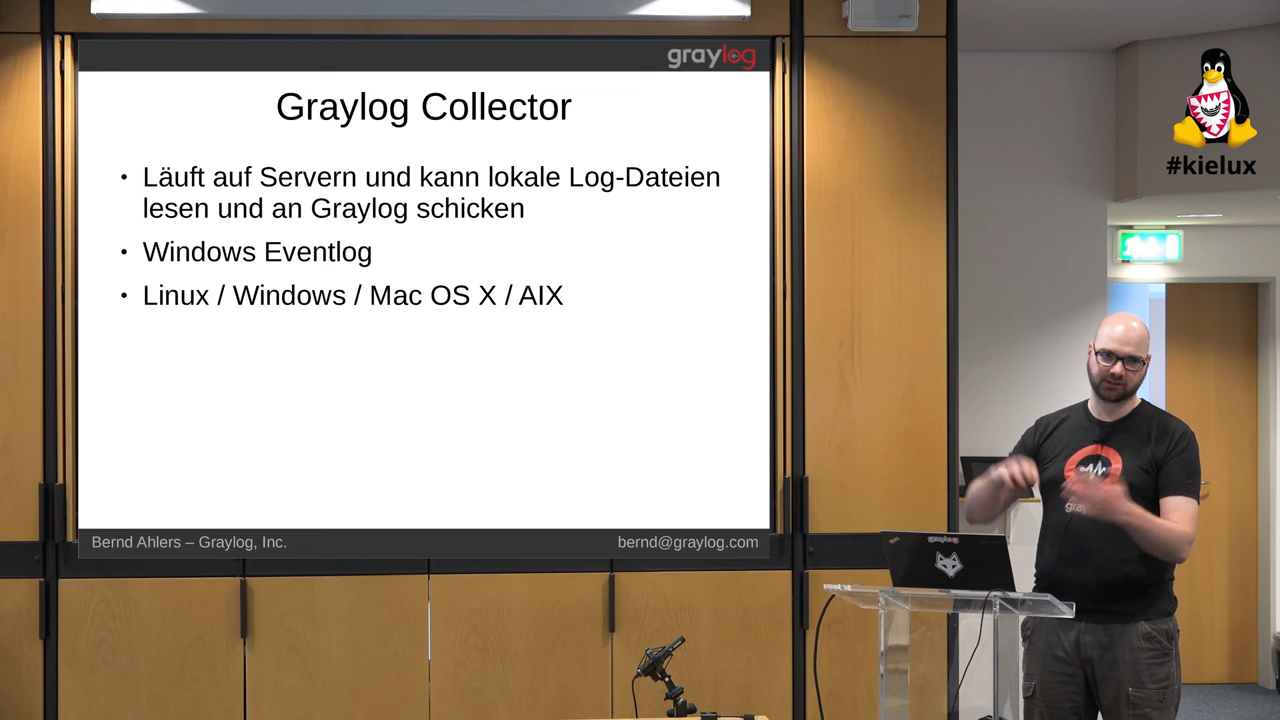 graylog
Graylog Collector
• Läuft auf Servern und kann lokale Log-Dateien
lesen und an Graylog schicken
• Windows Eventlog
• Linux / Windows / Mac OS X / AIX
Bernd Ahlers – Graylog, Inc.
bernd@graylog.com
#kielux
gray